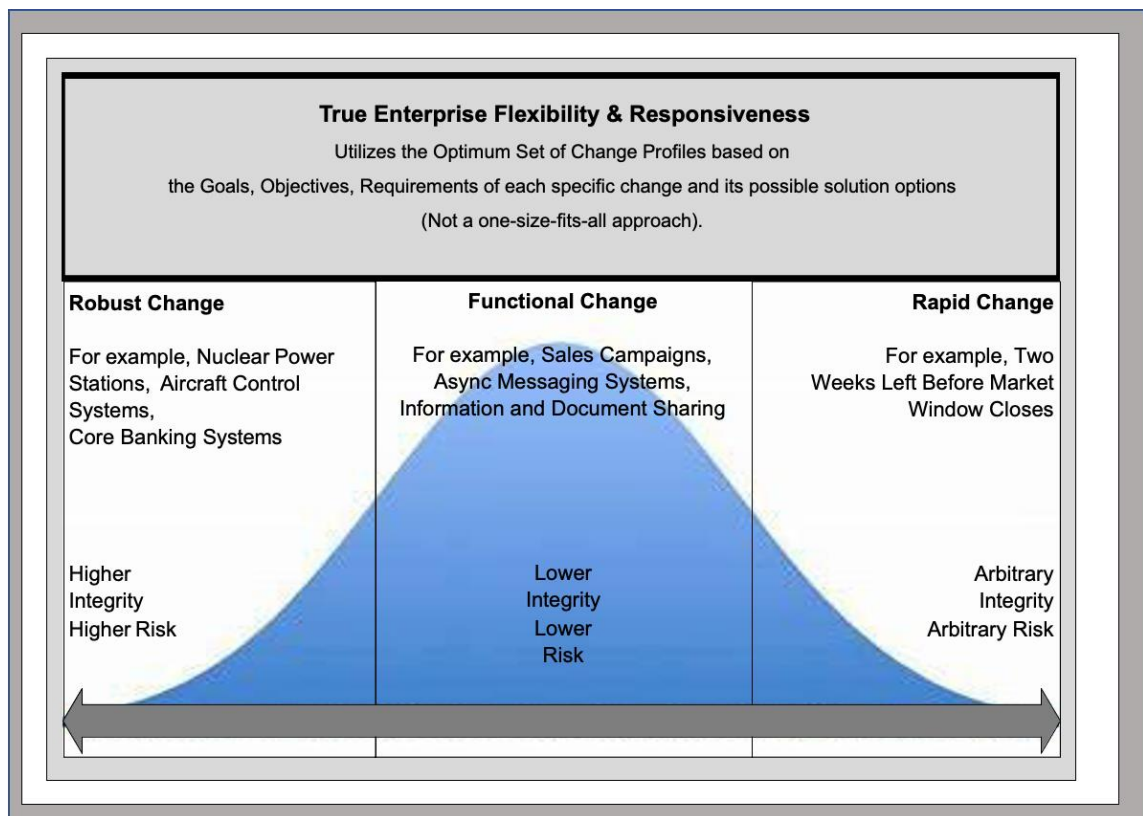 True Enterprise Flexibility & Responsiveness
Utilizes the Optimum Set of Change Profiles based on
the Goals, Objectives, Requirements of each specific change and its possible solution options
(Not a one-size-fits-all approach).
Robust Change
For example, Nuclear Power
Stations, Aircraft Control
Systems,
Core Banking Systems
Higher
Integrity
Higher Risk
Functional Change
For example, Sales Campaigns,
Async Messaging Systems,
Information and Document Sharing
Lower
Integrity
Lower
Risk
Rapid Change
For example, Two
Weeks Left Before Market
Window Closes
Arbitrary
Integrity
Arbitrary Risk